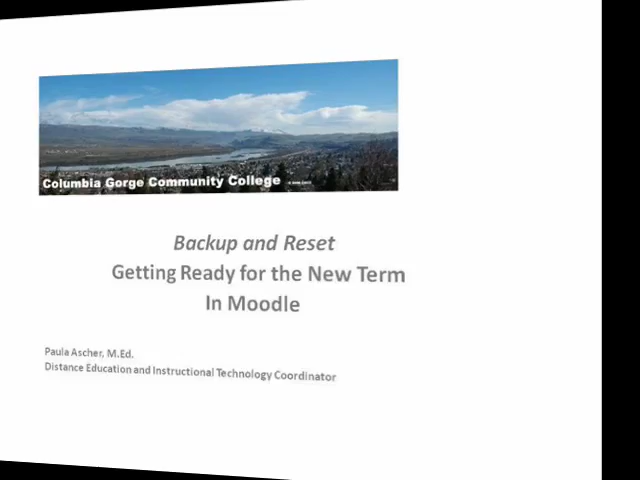 Columbia Gorge Community College
Backup and Reset
Getting Ready for the New Term
In Moodle
Paula Ascher, M.Ed.
Distance Education and Instructional Technology Coordinator